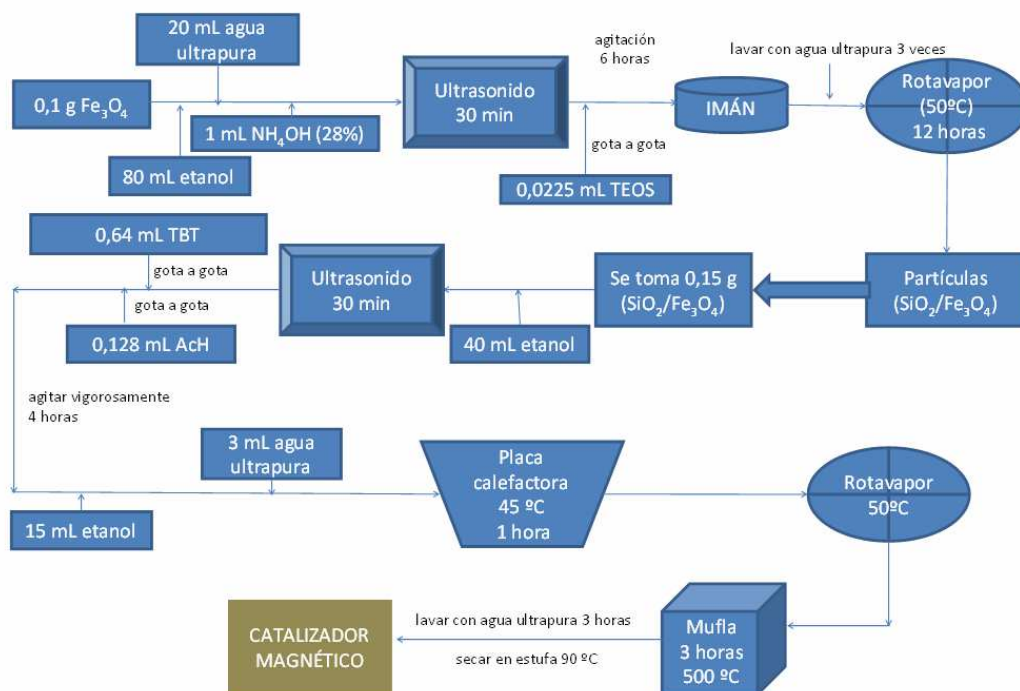 20 mL agua
ultrapura
0,1 g Fe₃O₄
1 mL NH₄OH (28%)
80 mL etanol
Ultrasonido
30 min
agitación
6 horas
gota a gota
0,0225 mL TEOS
IMÁN
lavar con agua ultrapura 3 veces
Rotavapor
(50ºC)
12 horas
Partículas
(SiO₂/Fe₃O₄)
Se toma 0,15 g
(SiO₂/Fe₃O₄)
40 mL etanol
Ultrasonido
30 min
0,64 mL TBT
gota a gota
gota a gota
0,128 mL AcH
agitar vigorosamente
4 horas
15 mL etanol
3 mL agua
ultrapura
Placa
calefactora
45 ºC
1 hora
Rotavapor
50ºC
Mufla
3 horas
500 ºC
lavar con agua ultrapura 3 horas
secar en estufa 90 ºC
CATALIZADOR
MAGNÉTICO